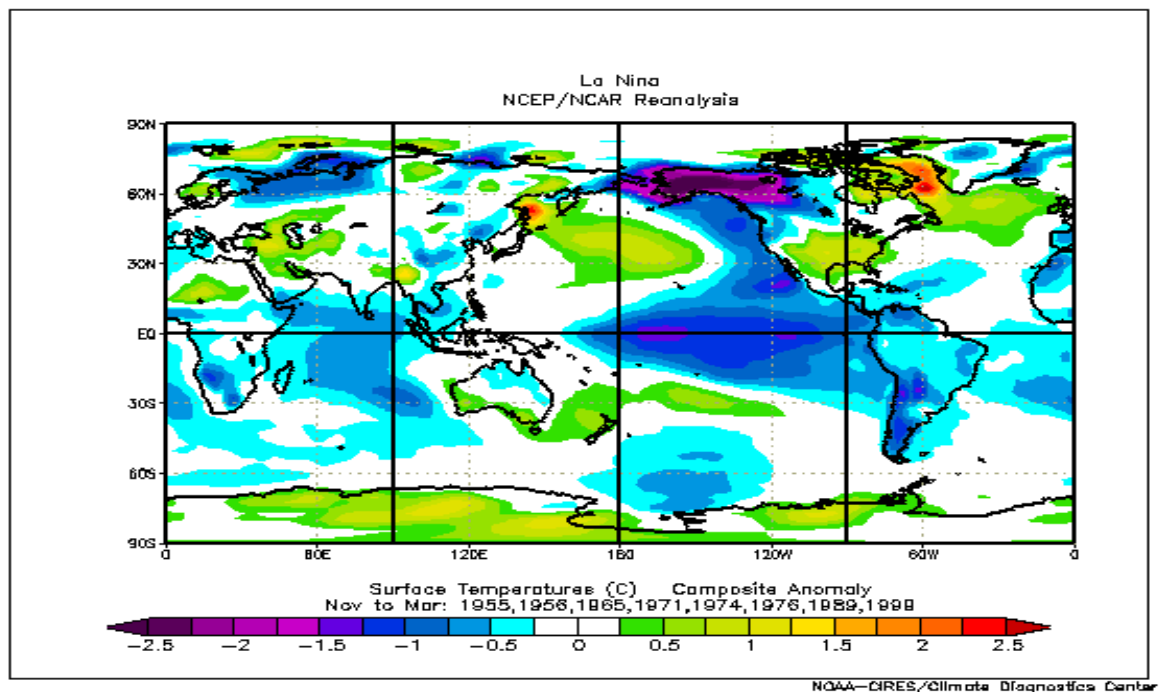 La Nina
NCEP/NCAR Reanalysis
90N
60N
30N
EQ
30S
60S
90S
0 60E 120E 180 120W 60W 0
Surface Temperatures (C) Composite Anomaly
Nov to Mar: 1955,1956,1965,1971,1974,1976,1989,1999
-2.5 -2 -1.5 -1 -0.5 0 0.5 1 1.5 2 2.5
NOAA-CIRES/Climate Diagnostics Center